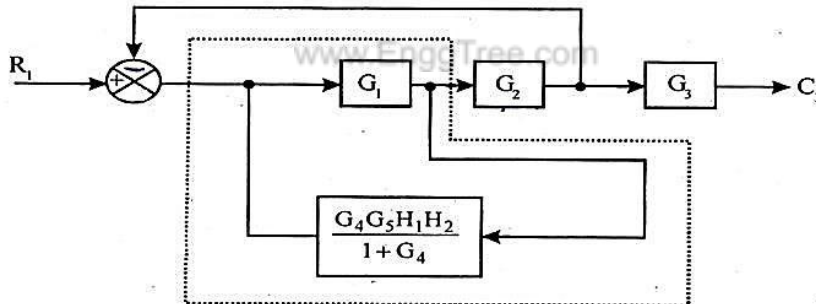 www.EnggTree.com
R₁
+
−
G₁
G₂
G₃
C
G₄G₅H₁H₂
1 + G₄